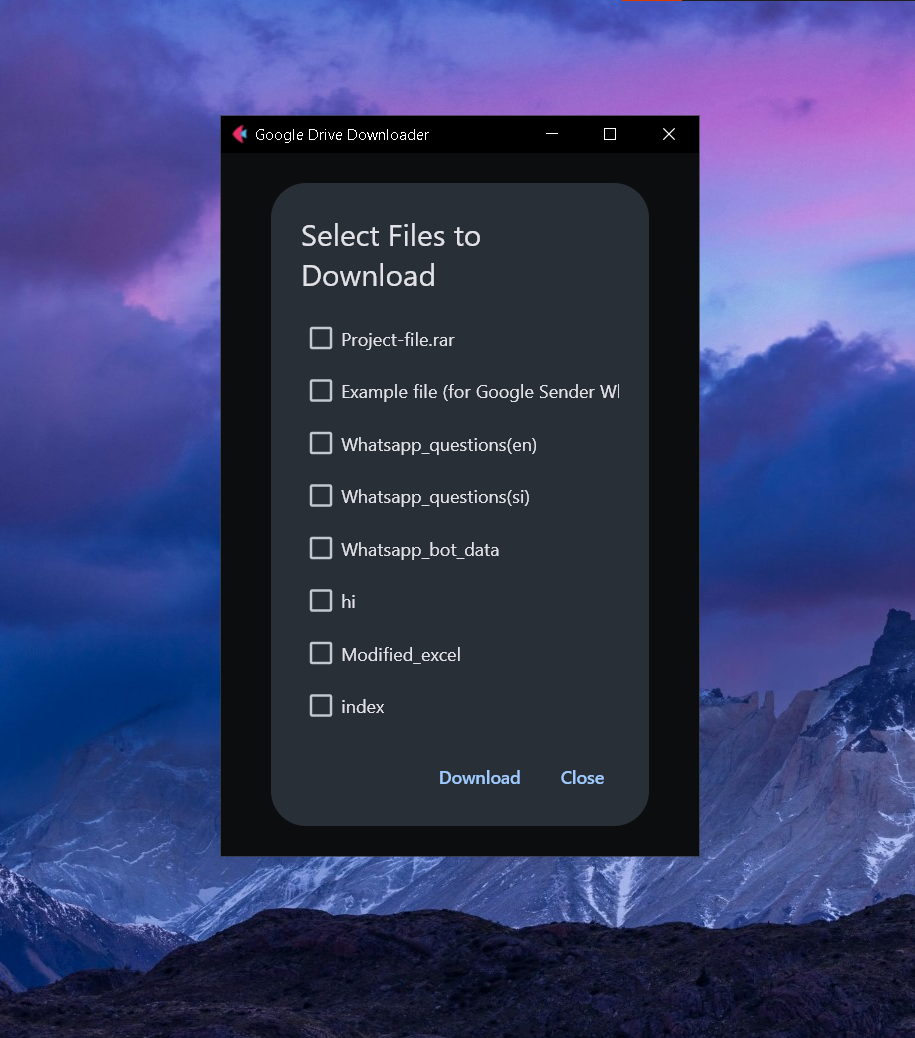 Google Drive Downloader
Select Files to
Download
Project-file.rar
Example file (for Google Sender
Whatsapp_questions(en)
Whatsapp_questions(si)
Whatsapp_bot_data
hi
Modified_excel
index
Download Close